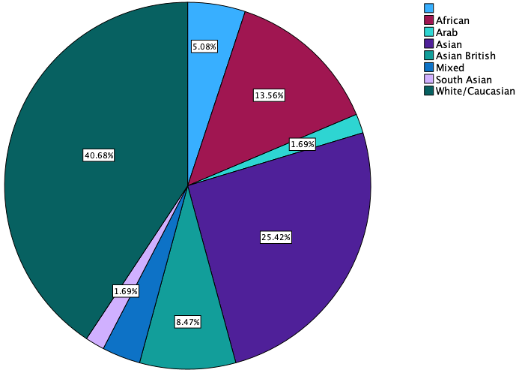 African
Arab
Asian
Asian British
Mixed
South Asian
White/Caucasian
5.08%
13.56%
1.69%
40.68%
25.42%
1.69%
8.47%